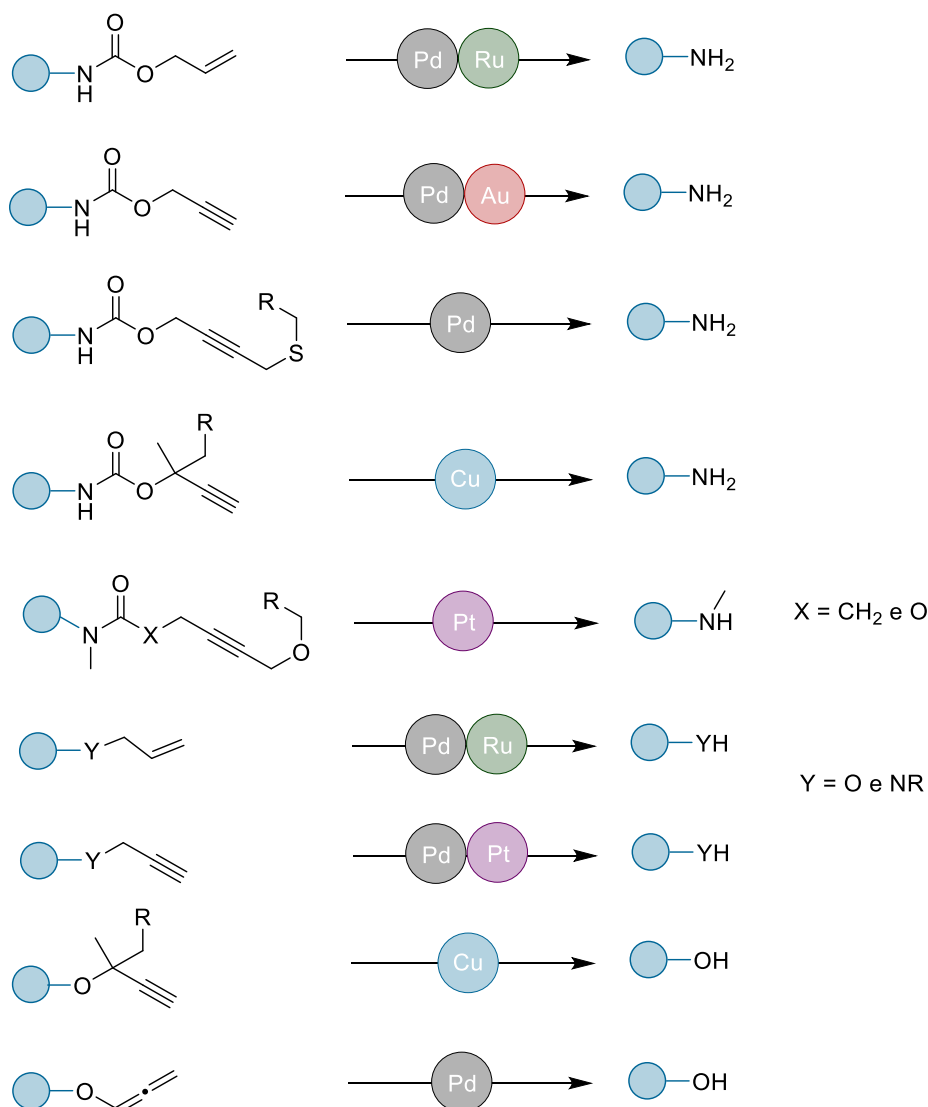 O
N H O Pd Ru NH₂
O
N H O Pd Au NH₂
O R
N H O S Pd NH₂
R
O
N H O Cu NH₂
O R
N X O Pt NH X = CH₂ e O
Y Pd Ru YH
Y = O e NR
Y Pd Pt YH
R
O Cu OH
O Pd OH